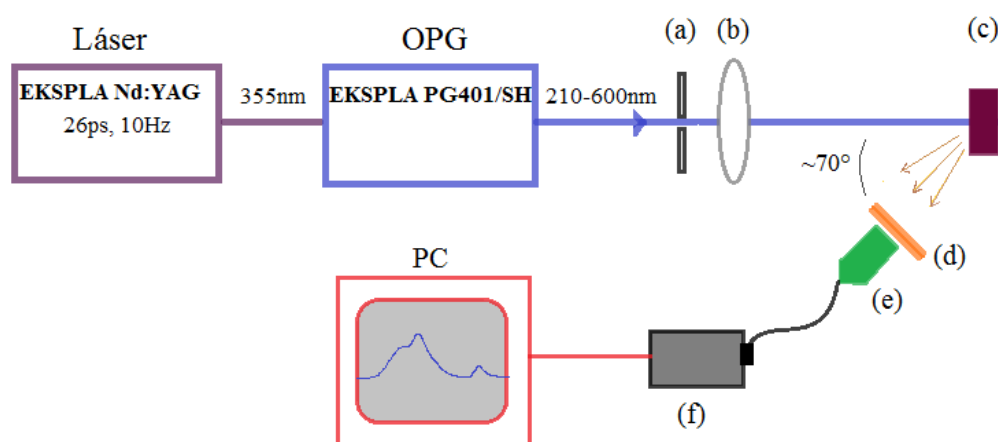 Láser
EKSPLA Nd:YAG
26ps, 10Hz
355nm
OPG
EKSPLA PG401/SH
210-600nm
(a)
(b)
(c)
~70°
(d)
(e)
(f)
PC